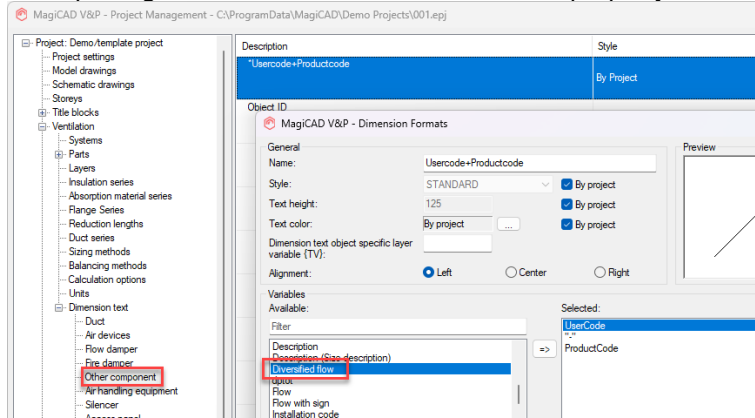 MagiCAD V&P - Project Management - C:\ProgramData\MagiCAD\Demo Projects\001.epj
Project: Demo/template project
Project settings
Model drawings
Schematic drawings
Storeys
Title blocks
Ventilation
Systems
Parts
Layers
Insulation series
Absorption material series
Flange Series
Reduction lengths
Duct series
Sizing methods
Balancing methods
Calculation options
Units
Dimension text
Duct
Air devices
Flow damper
Fire damper
Other component
Air handling equipment
Silencer
Access panel
Description Style
*Usercode+Productcode By Project
Object ID
MagiCAD V&P - Dimension Formats
General
Name: Usercode+Productcode
Style: STANDARD By project
Text height: 125 By project
Text color: By project ... By project
Dimension text object specific layer
variable {TV}:
Alignment: Left Center Right
Preview
Variables
Available:
Filter
Description
Description (Size description)
Diversified flow
dptot
Flow
Flow with sign
Installation code
=>
Selected:
UserCode
"-"
ProductCode